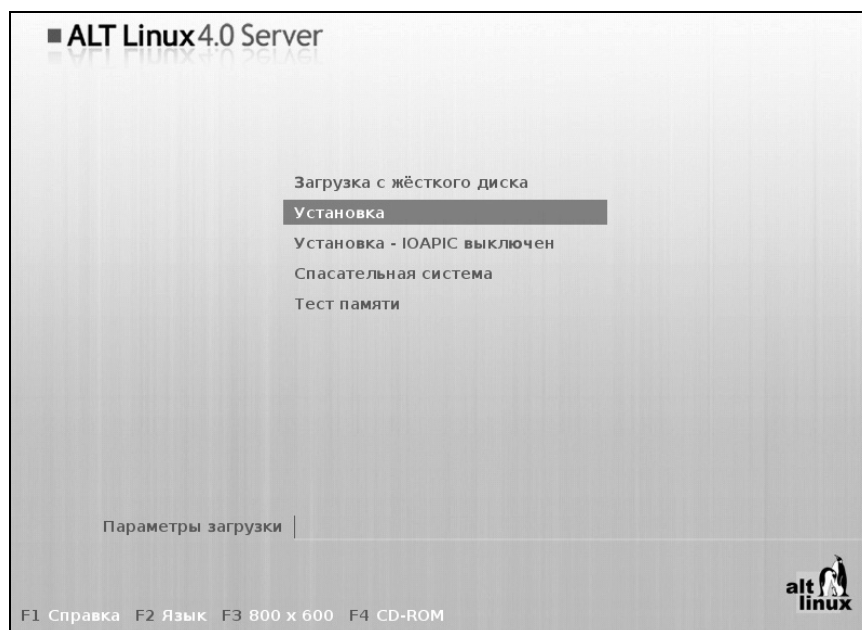 ALT Linux 4.0 Server
Загрузка с жёсткого диска
Установка
Установка - IOAPIC выключен
Спасательная система
Тест памяти
Параметры загрузки
alt
linux
F1 Справка F2 Язык F3 800 x 600 F4 CD-ROM